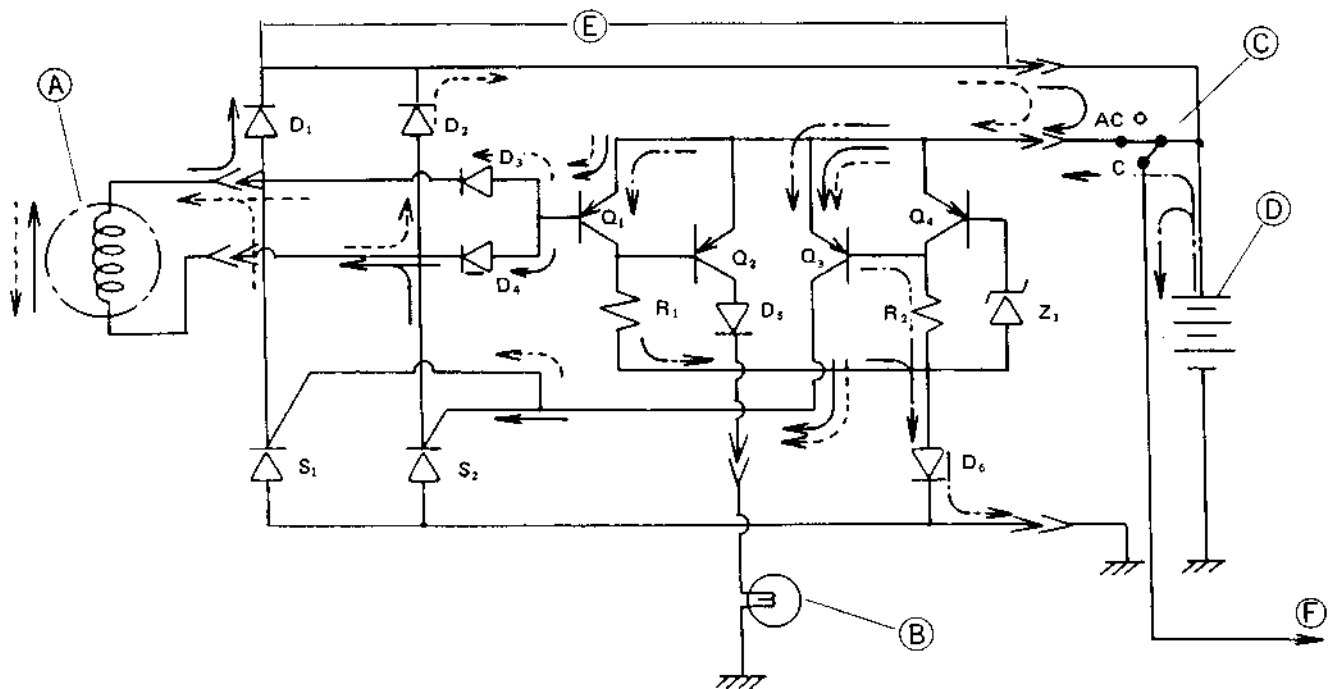 E
A
C
D₁
D₂
AC
D₃
C
Q₁
Q₄
D
Q₂
Q₃
D₄
R₁
D₅
R₂
Z₁
S₁
S₂
D₆
B
F